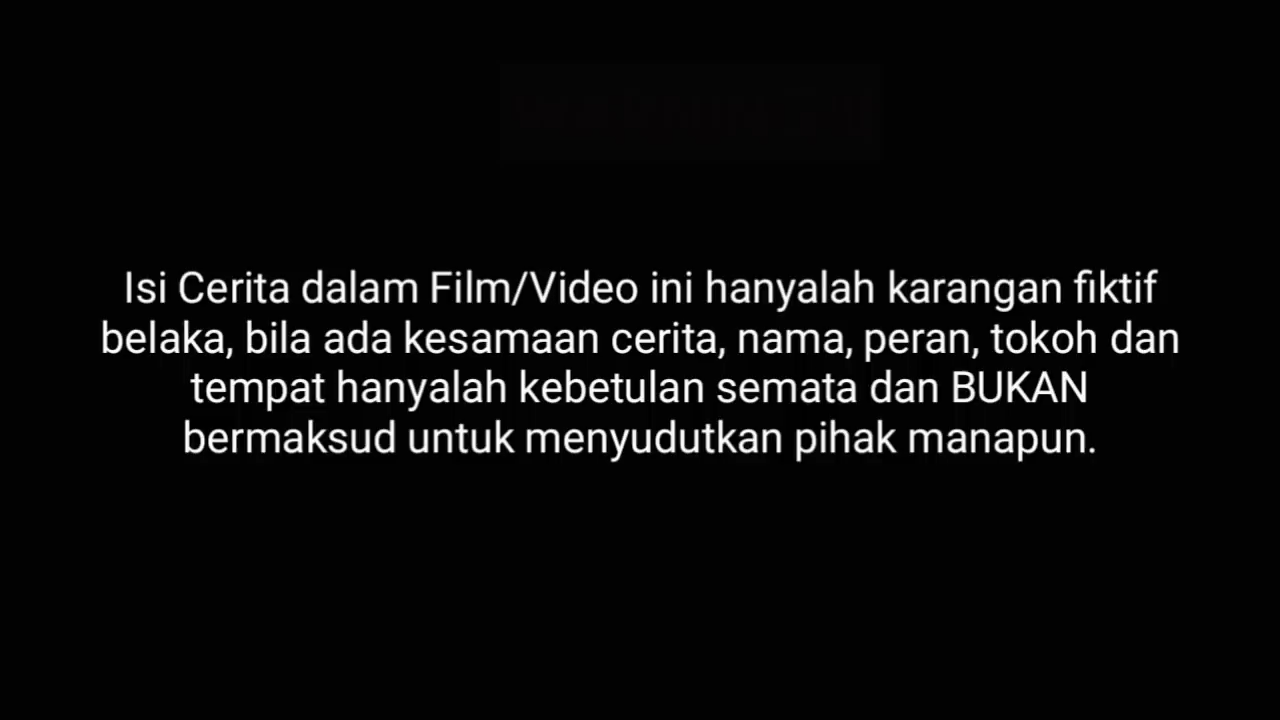 Isi Cerita dalam Film/Video ini hanyalah karangan fiktif
belaka, bila ada kesamaan cerita, nama, peran, tokoh dan
tempat hanyalah kebetulan semata dan BUKAN
bermaksud untuk menyudutkan pihak manapun.